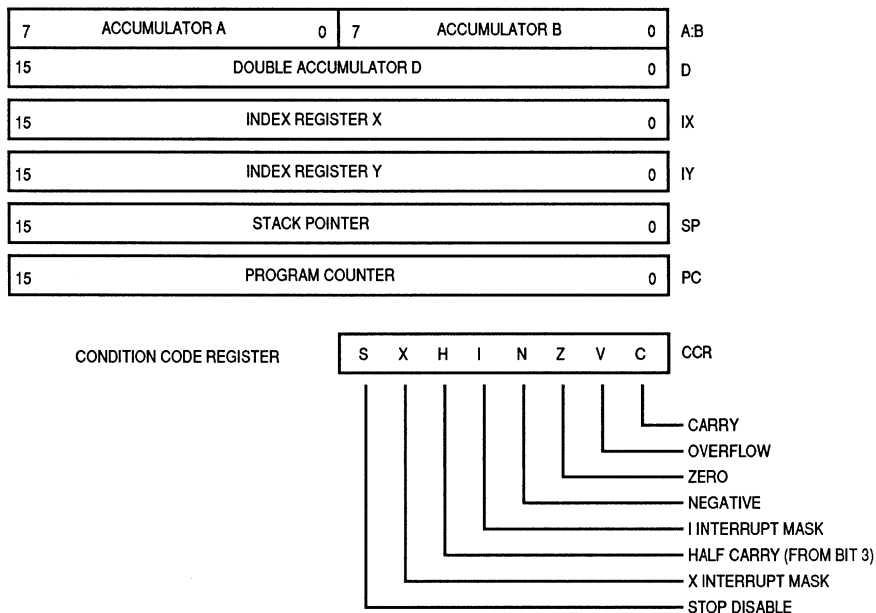 7 ACCUMULATOR A 0 7 ACCUMULATOR B 0 A:B
15 DOUBLE ACCUMULATOR D 0 D
15 INDEX REGISTER X 0 IX
15 INDEX REGISTER Y 0 IY
15 STACK POINTER 0 SP
15 PROGRAM COUNTER 0 PC
CONDITION CODE REGISTER S X H I N Z V C CCR
CARRY
OVERFLOW
ZERO
NEGATIVE
I INTERRUPT MASK
HALF CARRY (FROM BIT 3)
X INTERRUPT MASK
STOP DISABLE